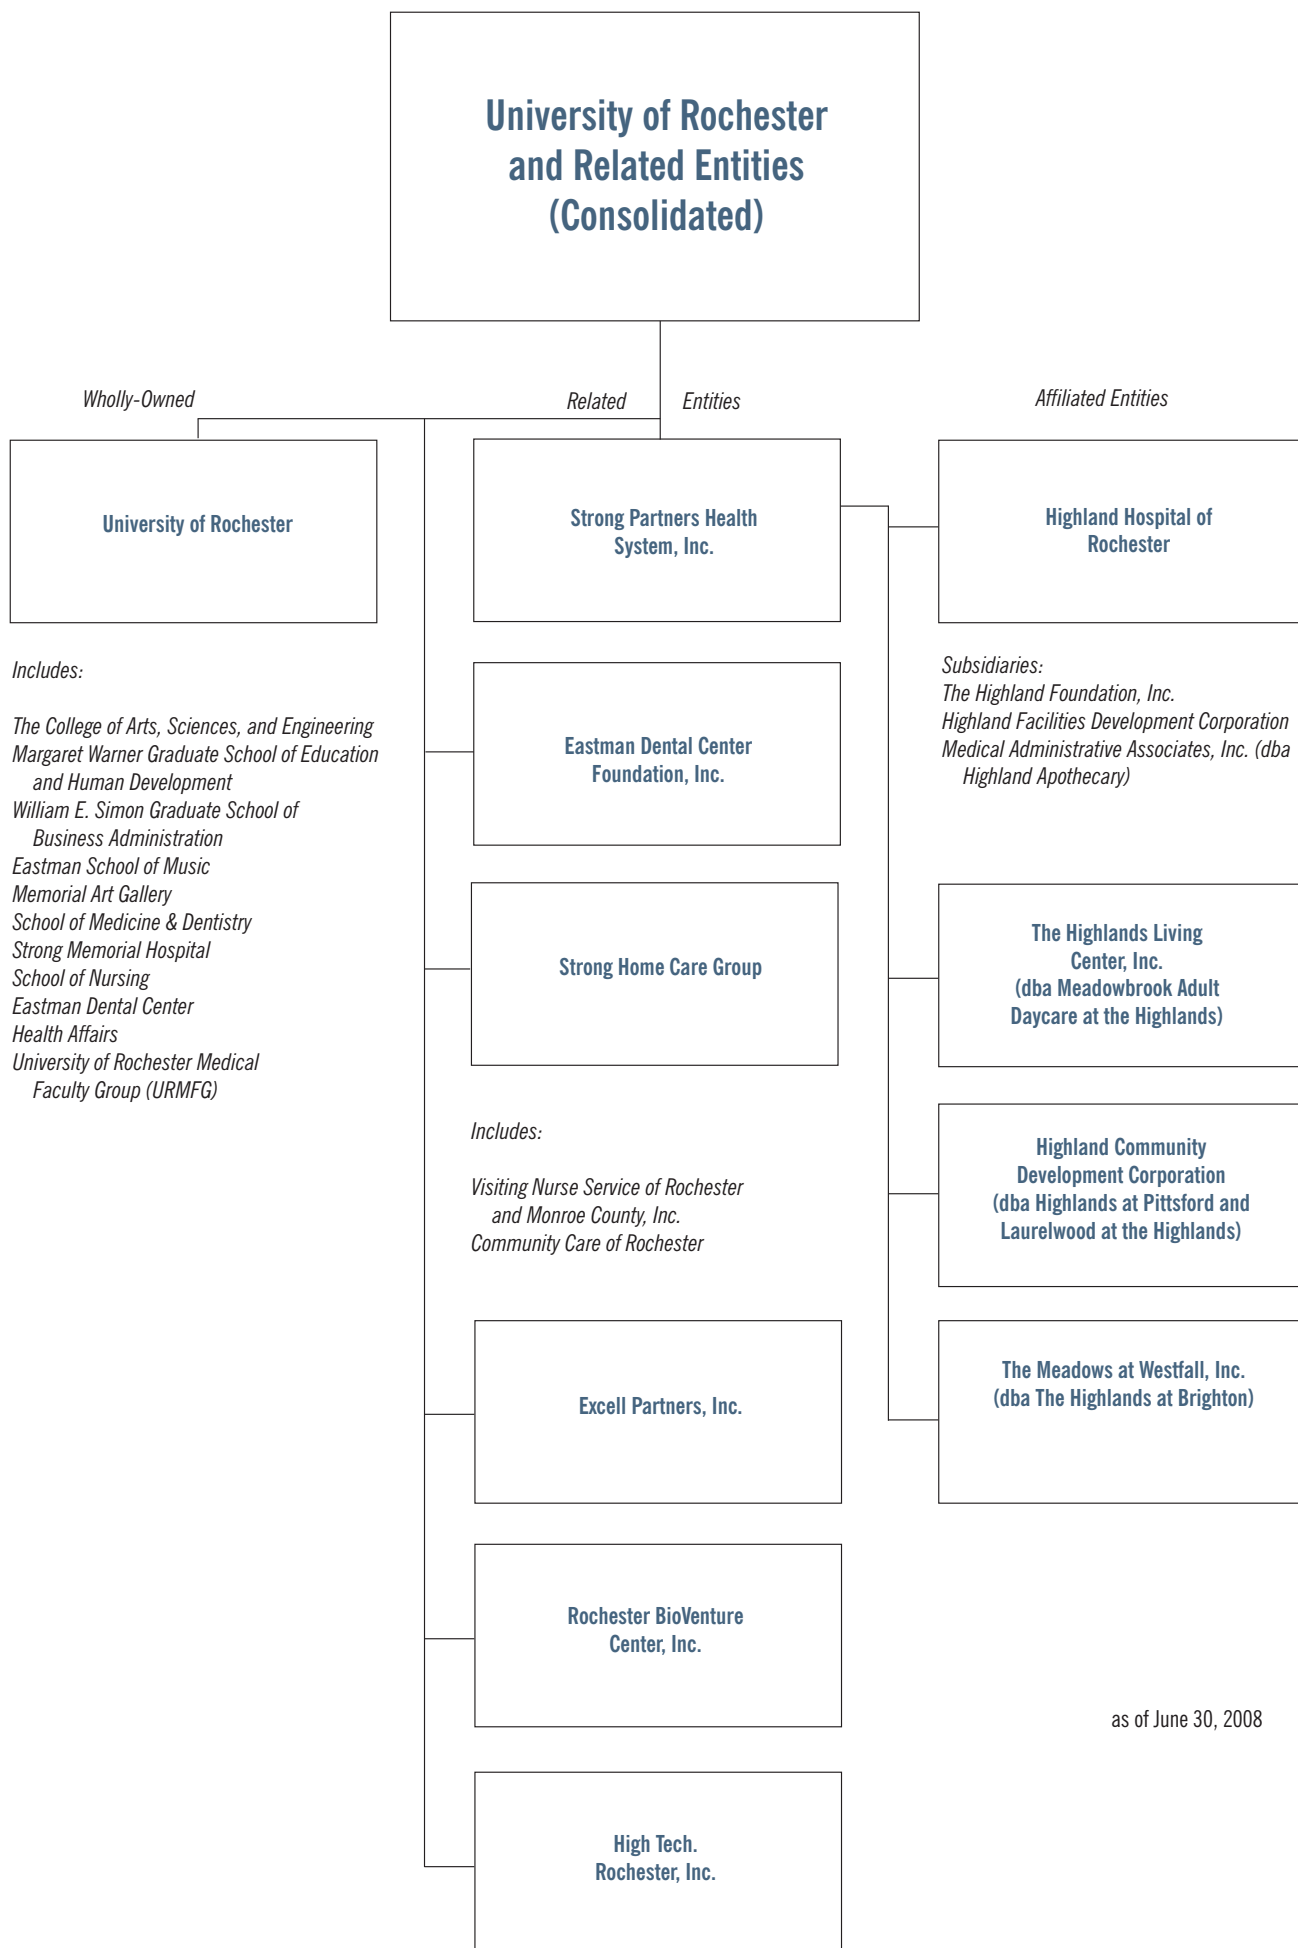 University of Rochester
and Related Entities
(Consolidated)
Wholly-Owned
Related Entities
Affiliated Entities
University of Rochester
Includes:
The College of Arts, Sciences, and Engineering
Margaret Warner Graduate School of Education
and Human Development
William E. Simon Graduate School of
Business Administration
Eastman School of Music
Memorial Art Gallery
School of Medicine & Dentistry
Strong Memorial Hospital
School of Nursing
Eastman Dental Center
Health Affairs
University of Rochester Medical
Faculty Group (URMFG)
Strong Partners Health
System, Inc.
Eastman Dental Center
Foundation, Inc.
Strong Home Care Group
Includes:
Visiting Nurse Service of Rochester
and Monroe County, Inc.
Community Care of Rochester
Excell Partners, Inc.
Rochester BioVenture
Center, Inc.
High Tech.
Rochester, Inc.
Highland Hospital of
Rochester
Subsidiaries:
The Highland Foundation, Inc.
Highland Facilities Development Corporation
Medical Administrative Associates, Inc. (dba
Highland Apothecary)
The Highlands Living
Center, Inc.
(dba Meadowbrook Adult
Daycare at the Highlands)
Highland Community
Development Corporation
(dba Highlands at Pittsford and
Laurelwood at the Highlands)
The Meadows at Westfall, Inc.
(dba The Highlands at Brighton)
as of June 30, 2008